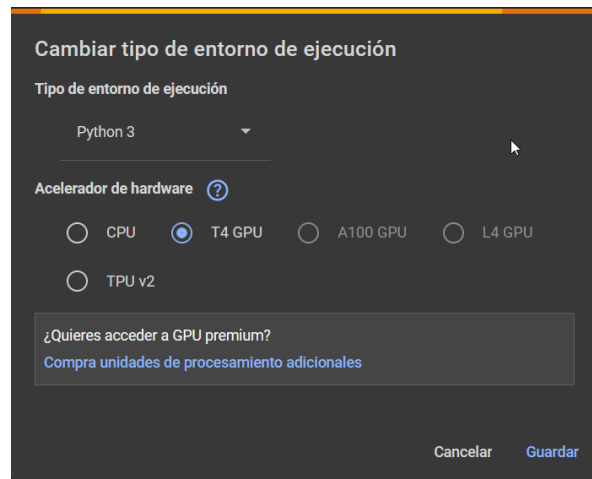 Cambiar tipo de entorno de ejecución
Tipo de entorno de ejecución
Python 3
Acelerador de hardware ?
CPU T4 GPU A100 GPU L4 GPU
TPU v2
¿Quieres acceder a GPU premium?
Compra unidades de procesamiento adicionales
Cancelar Guardar